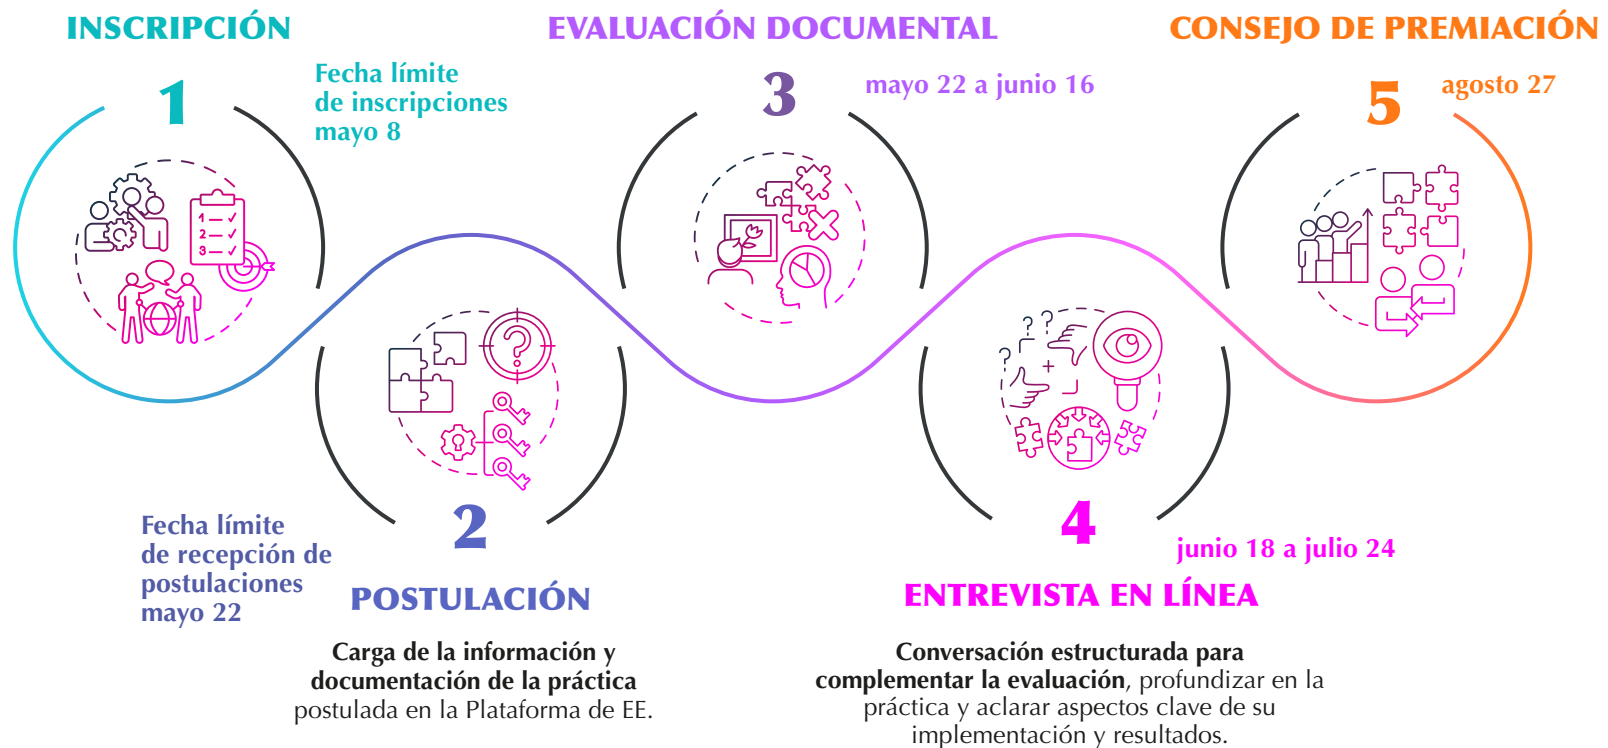 INSCRIPCIÓN
1
Fecha límite
de inscripciones
mayo 8
1
2
3
Fecha límite
de recepción de
postulaciones
mayo 22
2
POSTULACIÓN
Carga de la información y
documentación de la práctica
postulada en la Plataforma de EE.
?
EVALUACIÓN DOCUMENTAL
3
mayo 22 a junio 16
? ?
?
+
4
junio 18 a julio 24
ENTREVISTA EN LÍNEA
Conversación estructurada para
complementar la evaluación, profundizar en la
práctica y aclarar aspectos clave de su
implementación y resultados.
CONSEJO DE PREMIACIÓN
5
agosto 27